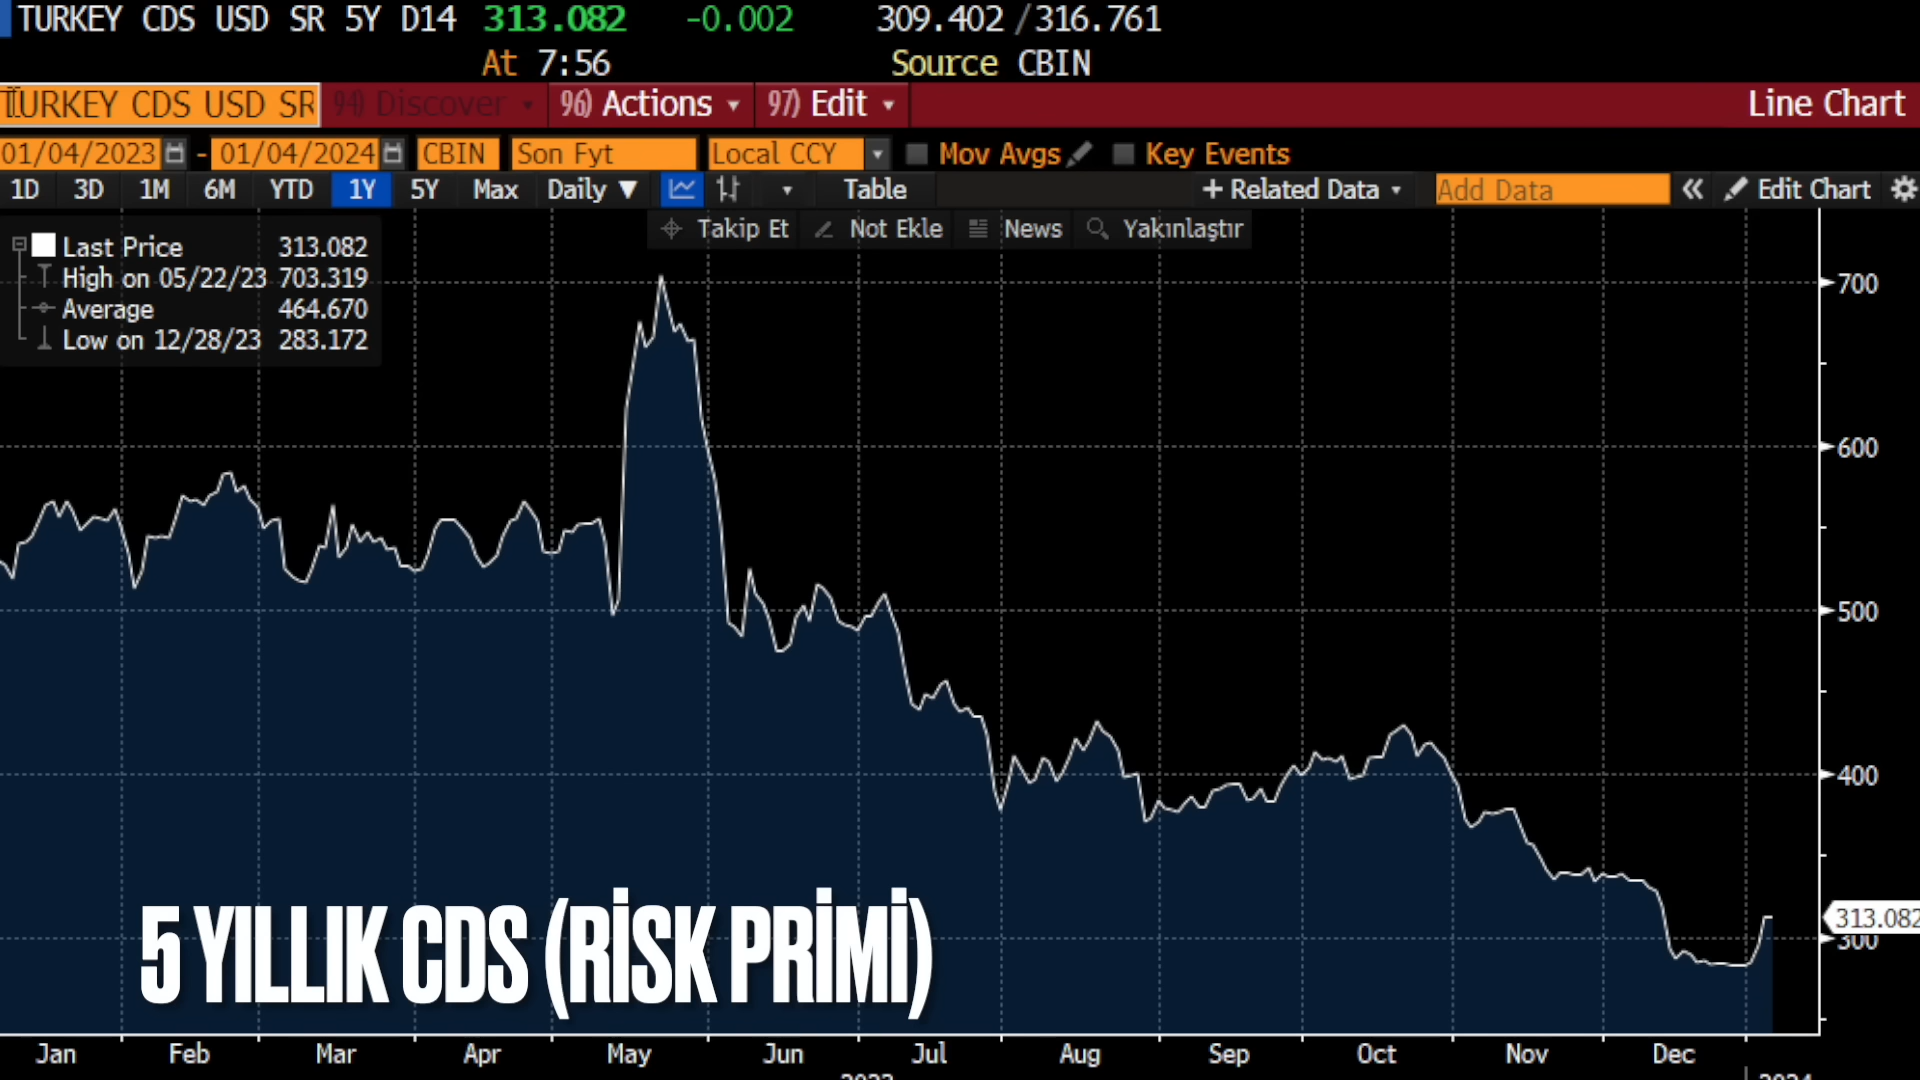 TURKEY CDS USD SR 5Y D14 313.082 -0.002 309.402 /316.761
At 7:56 Source CBIN
TURKEY CDS USD SR 94) Discover 96) Actions 97) Edit Line Chart
01/04/2023 - 01/04/2024 CBIN Son Fyt Local CCY Mov Avgs Key Events
1D 3D 1M 6M YTD 1Y 5Y Max Daily Table + Related Data Add Data Edit Chart
Takip Et Not Ekle News Yakınlaştır
Last Price 313.082
High on 05/22/23 703.319
Average 464.670
Low on 12/28/23 283.172
700
600
500
400
313.082
300
5 YILLIK CDS (RİSK PRİMİ)
Jan Feb Mar Apr May Jun Jul Aug Sep Oct Nov Dec
2023 2024